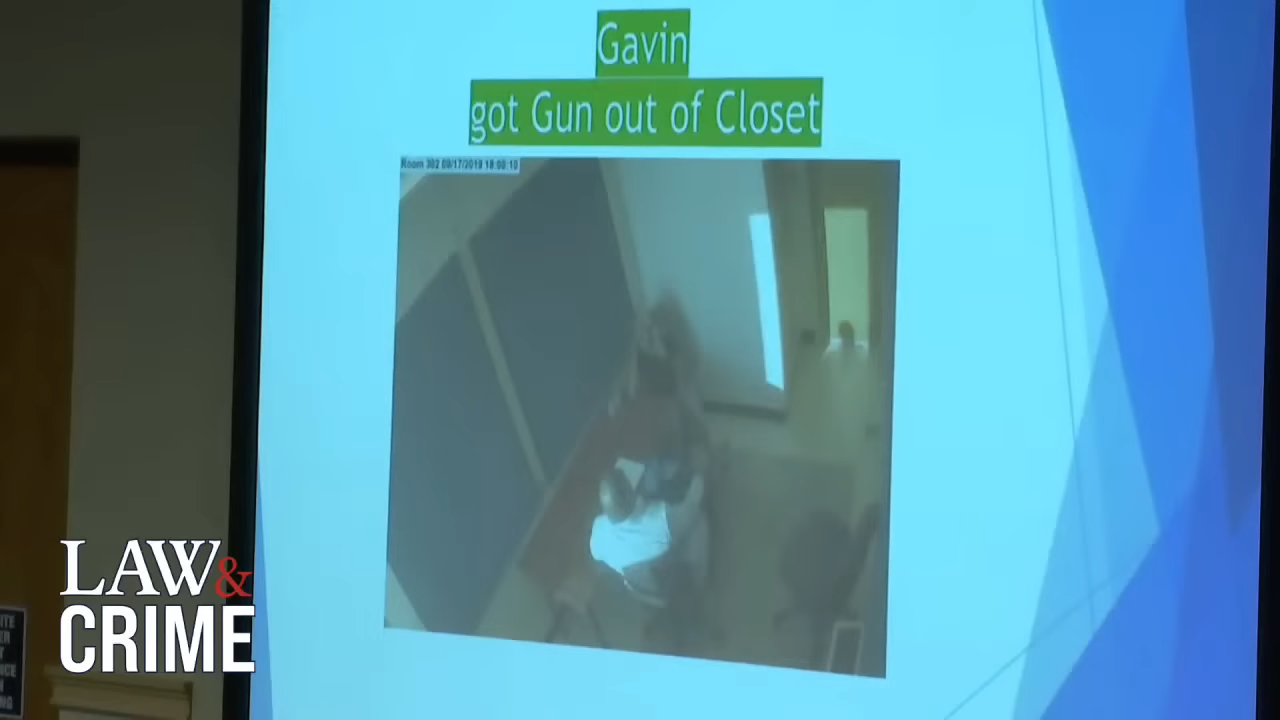 Gavin
got Gun out of Closet
Room 302 09/17/2019 18:00:10
LAW&
CRIME